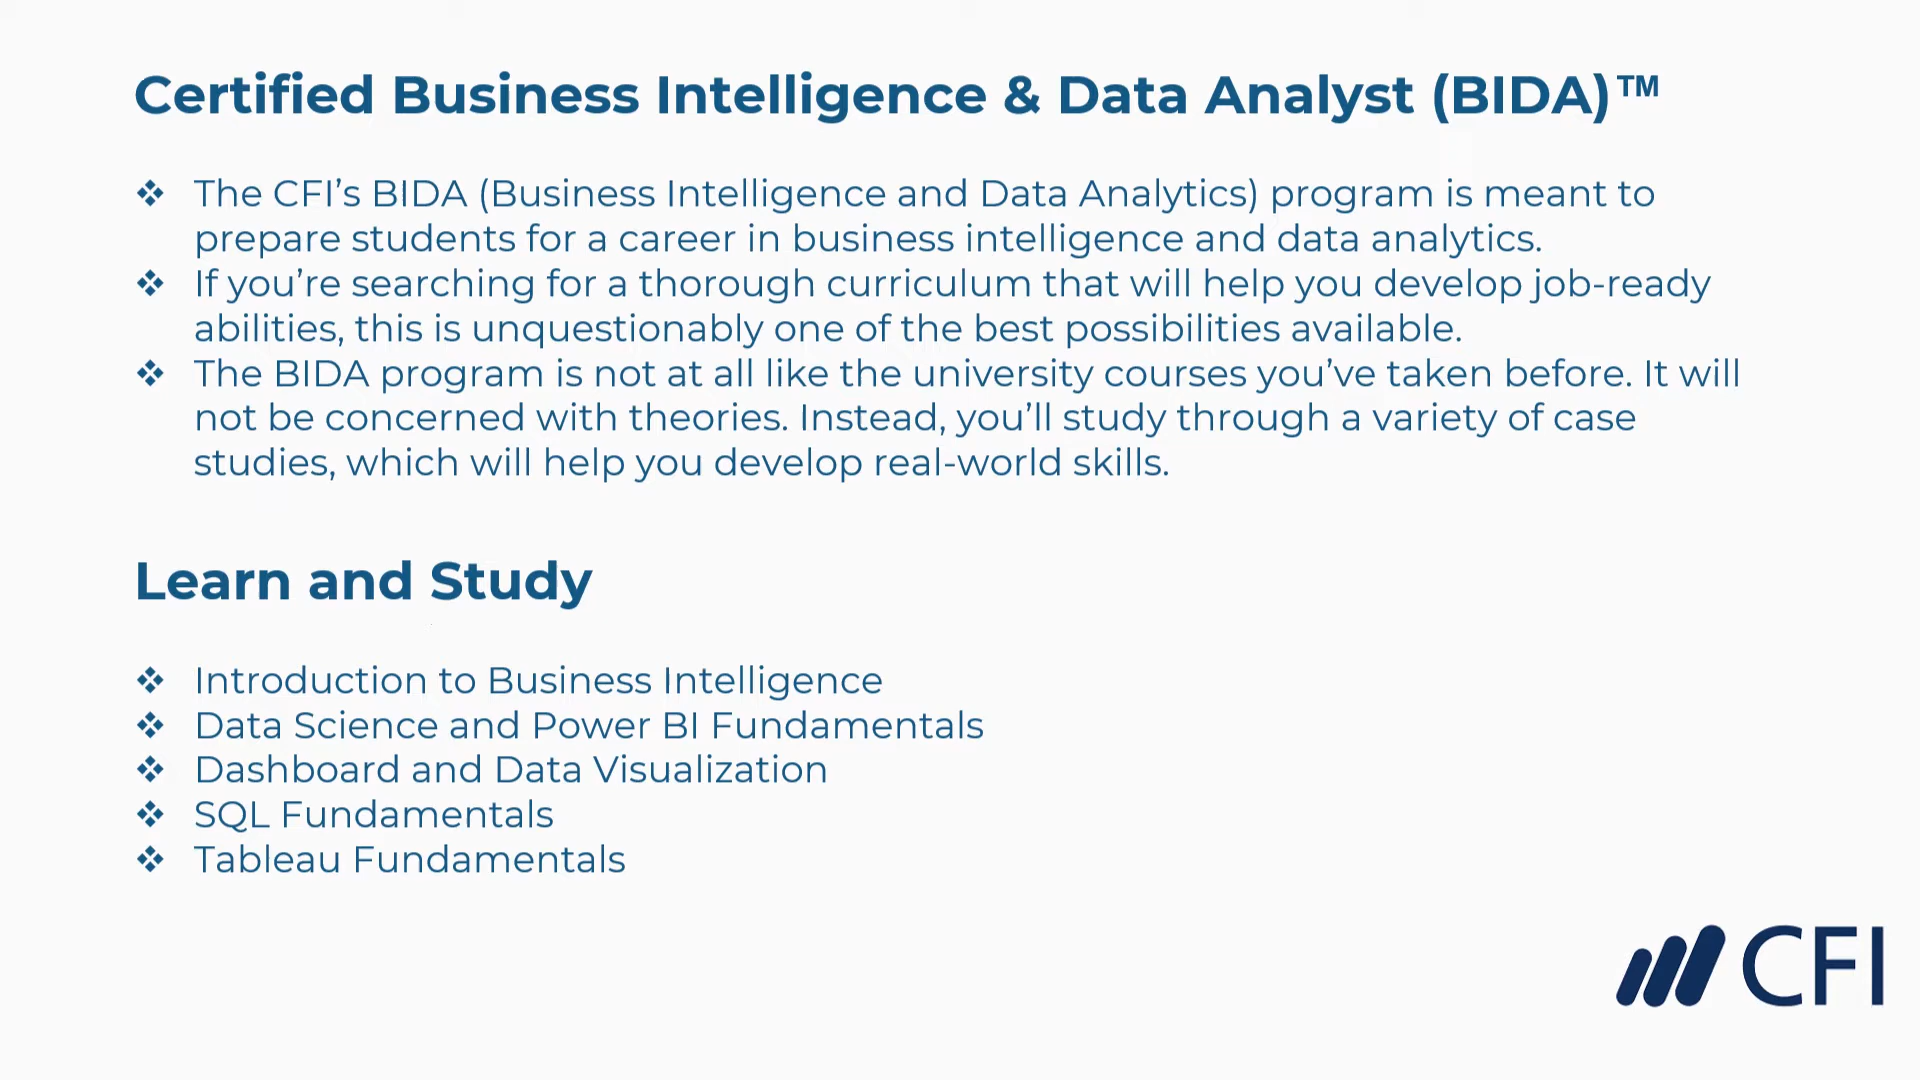 Certified Business Intelligence & Data Analyst (BIDA)™
❖ The CFI’s BIDA (Business Intelligence and Data Analytics) program is meant to
prepare students for a career in business intelligence and data analytics.
❖ If you’re searching for a thorough curriculum that will help you develop job-ready
abilities, this is unquestionably one of the best possibilities available.
❖ The BIDA program is not at all like the university courses you’ve taken before. It will
not be concerned with theories. Instead, you’ll study through a variety of case
studies, which will help you develop real-world skills.
Learn and Study
❖ Introduction to Business Intelligence
❖ Data Science and Power BI Fundamentals
❖ Dashboard and Data Visualization
❖ SQL Fundamentals
❖ Tableau Fundamentals
CFI